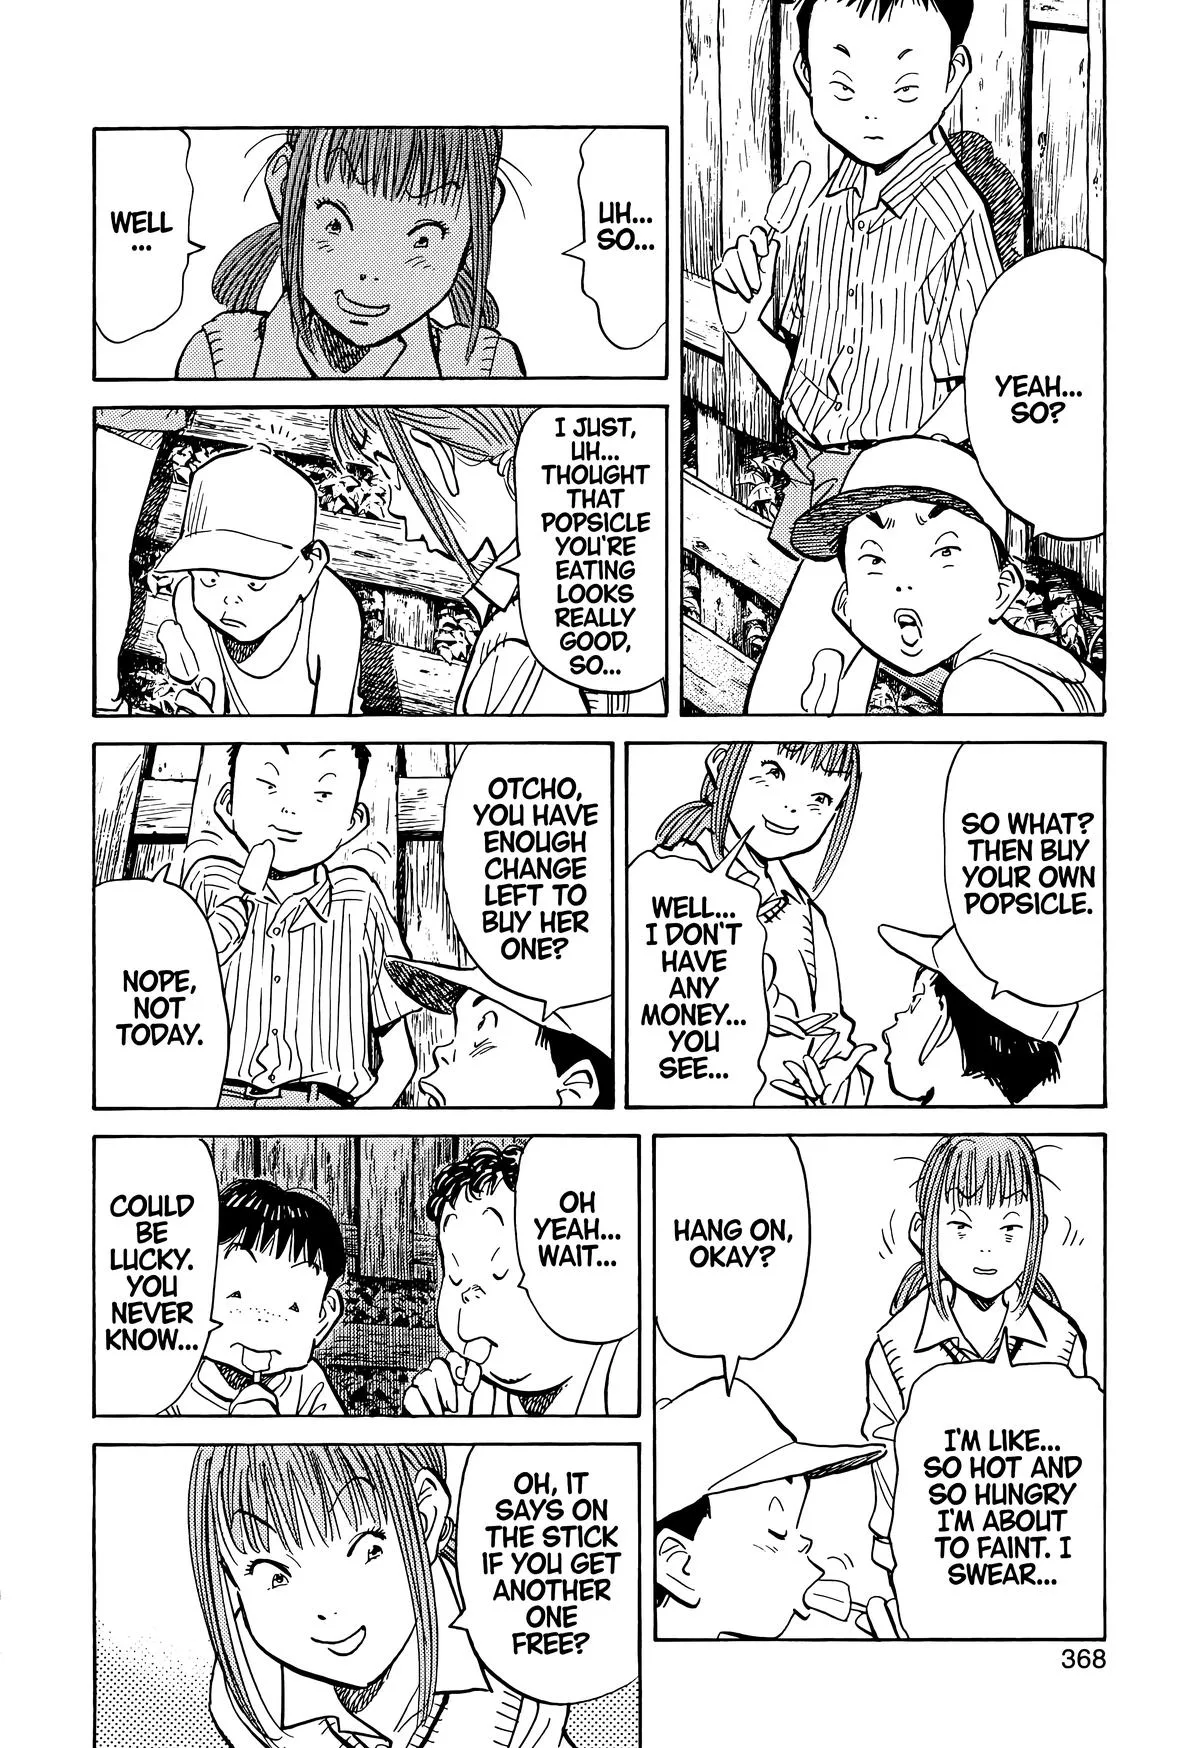 YEAH...
SO?
UH...
SO...
WELL
...
I JUST,
UH...
THOUGHT
THAT
POPSICLE
YOU'RE
EATING
LOOKS
REALLY
GOOD,
SO...
SO WHAT?
THEN BUY
YOUR OWN
POPSICLE.
WELL...
I DON'T
HAVE
ANY
MONEY...
YOU
SEE...
OTCHO,
YOU HAVE
ENOUGH
CHANGE
LEFT TO
BUY HER
ONE?
NOPE,
NOT
TODAY.
HANG ON,
OKAY?
I'M LIKE...
SO HOT AND
SO HUNGRY
I'M ABOUT
TO FAINT. I
SWEAR...
OH
YEAH...
WAIT...
COULD
BE
LUCKY.
YOU
NEVER
KNOW...
OH, IT
SAYS ON
THE STICK
IF YOU GET
ANOTHER
ONE
FREE?
368